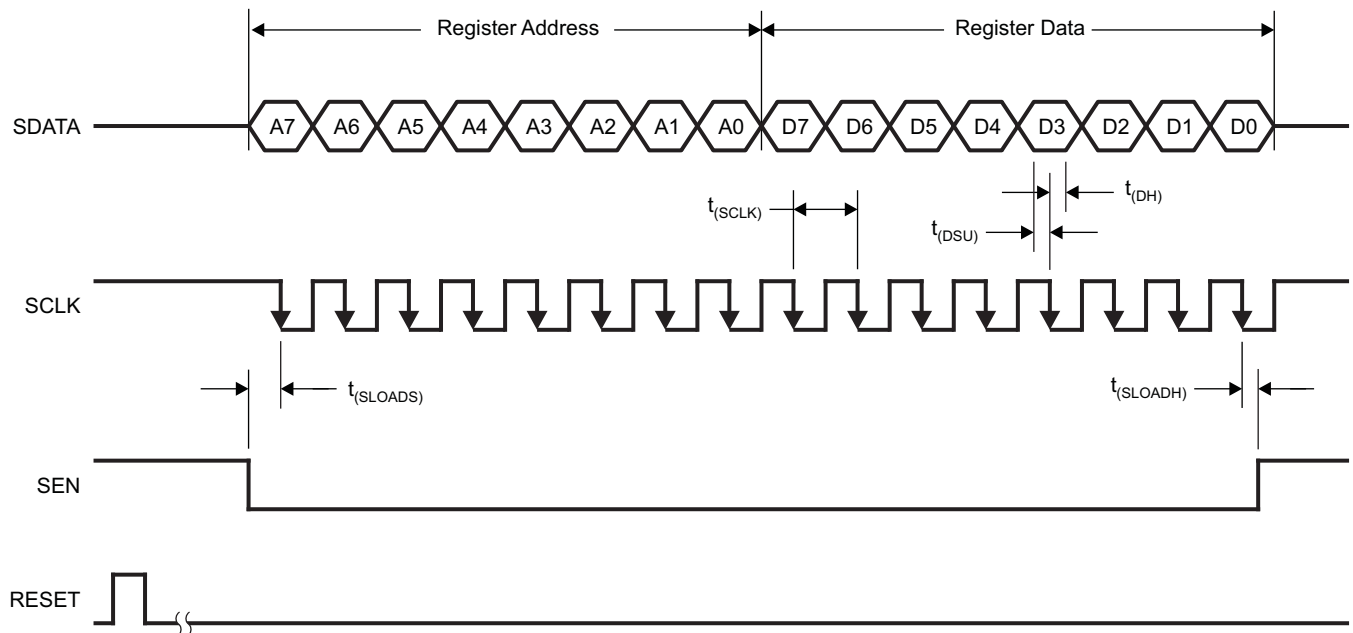 Register Address
Register Data
SDATA
A7 A6 A5 A4 A3 A2 A1 A0 D7 D6 D5 D4 D3 D2 D1 D0
t(SCLK)
t(DH)
t(DSU)
SCLK
t(SLOADS)
t(SLOADH)
SEN
RESET